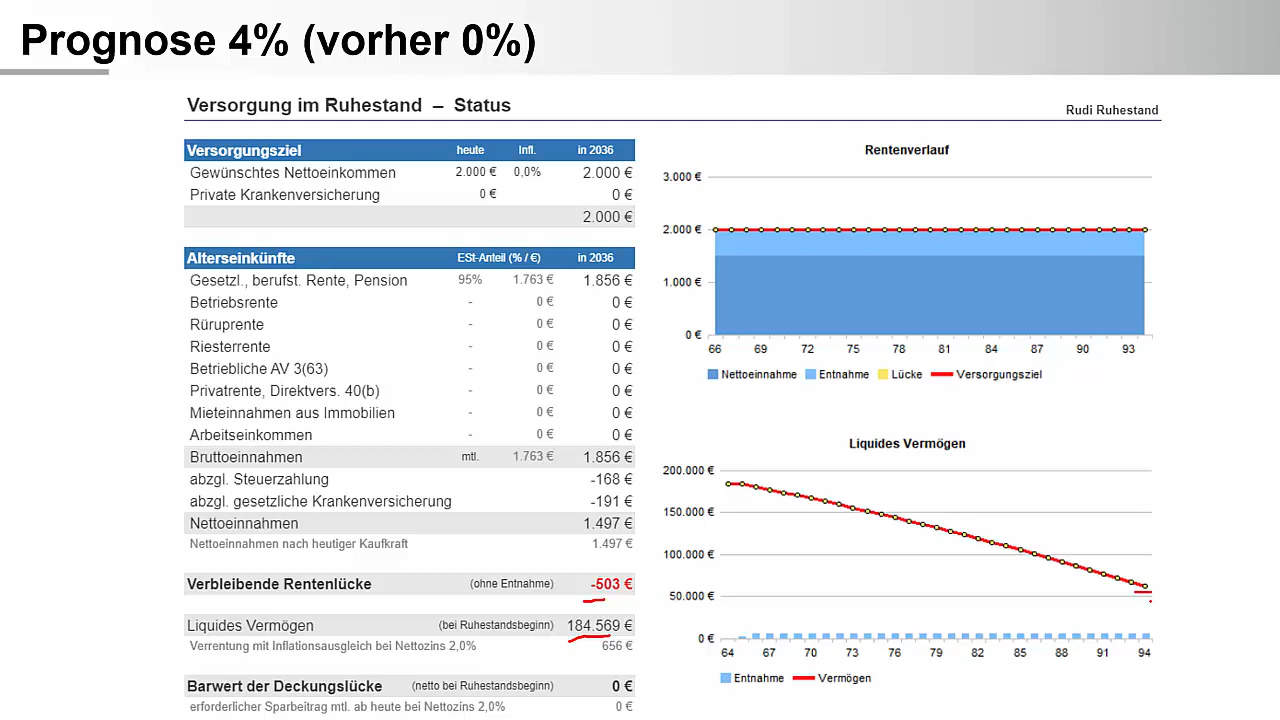 Prognose 4% (vorher 0%)
Versorgung im Ruhestand – Status
Rudi Ruhestand
Versorgungsziel heute Infl. in 2036
Gewünschtes Nettoeinkommen 2.000 € 0,0% 2.000 €
Private Krankenversicherung 0 € 0 €
2.000 €
Alterseinkünfte ESt-Anteil (% / €) in 2036
Gesetzl., berufst. Rente, Pension 95% 1.763 € 1.856 €
Betriebsrente - 0 € 0 €
Rüruprente - 0 € 0 €
Riesterrente - 0 € 0 €
Betriebliche AV 3(63) - 0 € 0 €
Privatrente, Direktvers. 40(b) - 0 € 0 €
Mieteinnahmen aus Immobilien - 0 € 0 €
Arbeitseinkommen - 0 € 0 €
Bruttoeinnahmen mtl. 1.763 € 1.856 €
abzgl. Steuerzahlung -168 €
abzgl. gesetzliche Krankenversicherung -191 €
Nettoeinnahmen 1.497 €
Nettoeinnahmen nach heutiger Kaufkraft 1.497 €
Verbleibende Rentenlücke (ohne Entnahme) -503 €
Liquides Vermögen (bei Ruhestandsbeginn) 184.569 €
Verrentung mit Inflationsausgleich bei Nettozins 2,0% 656 €
Barwert der Deckungslücke (netto bei Ruhestandsbeginn) 0 €
erforderlicher Sparbeitrag mtl. ab heute bei Nettozins 2,0% 0 €
Rentenverlauf
3.000 €
2.000 €
1.000 €
0 €
66 69 72 75 78 81 84 87 90 93
Nettoeinnahme Entnahme Lücke Versorgungsziel
Liquides Vermögen
200.000 €
150.000 €
100.000 €
50.000 €
0 €
64 67 70 73 76 79 82 85 88 91 94
Entnahme Vermögen